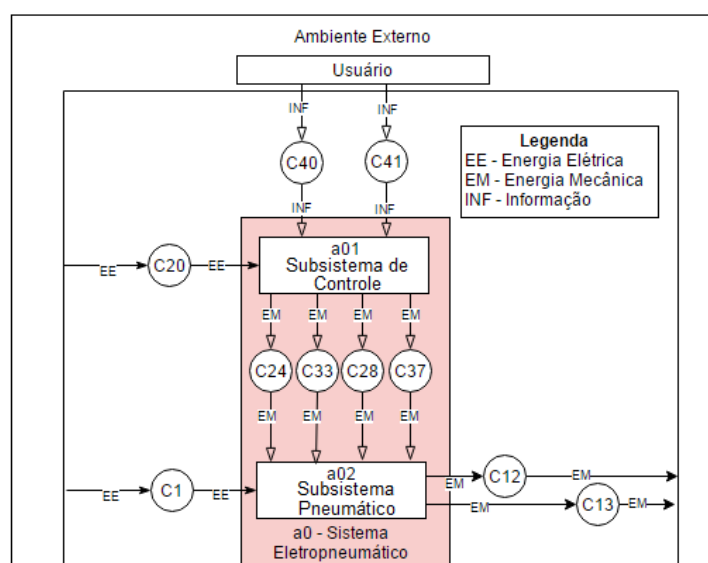 Ambiente Externo
Usuário
INF INF
Legenda
EE - Energia Elétrica
EM - Energia Mecânica
INF - Informação
C40 C41
INF INF
a01
Subsistema de
Controle
EE C20 EE
EM EM EM EM
C24 C33 C28 C37
EM EM EM EM
a02
Subsistema
Pneumático
EM C12 EM
EE C1 EE
EM C13 EM
a0 - Sistema
Eletropneumático